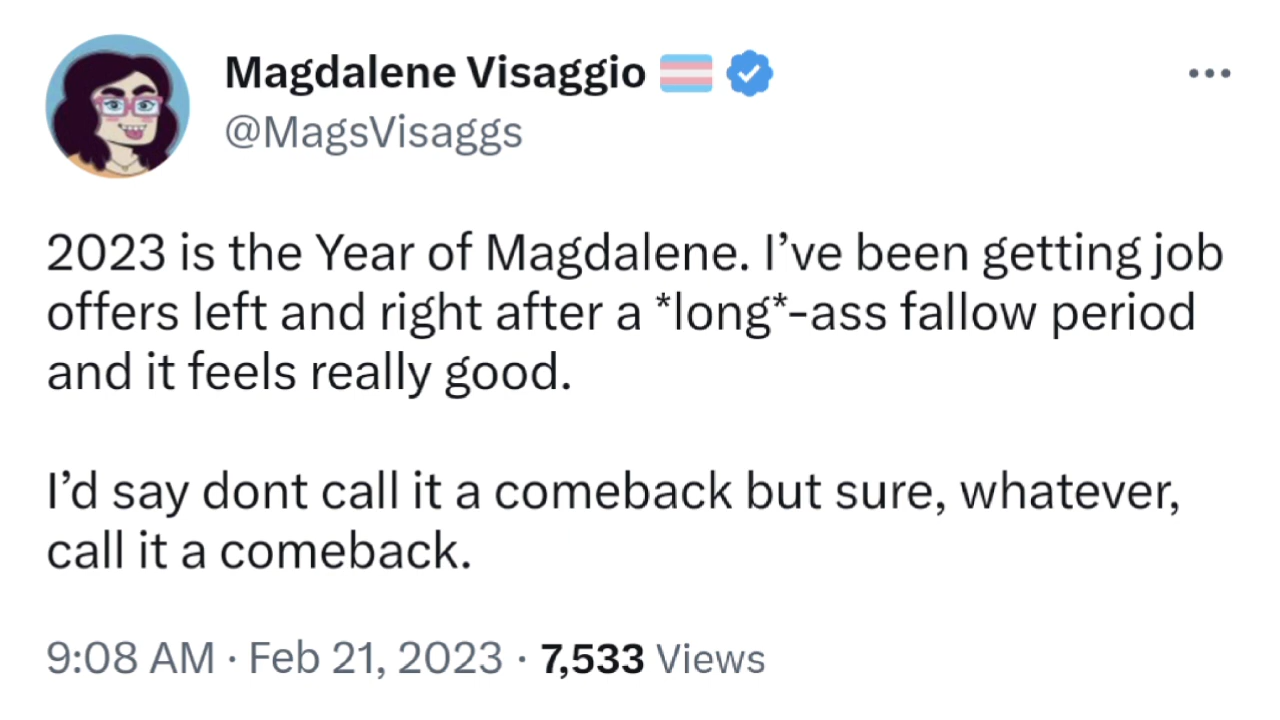 Magdalene Visaggio
@MagsVisaggs
2023 is the Year of Magdalene. I’ve been getting job
offers left and right after a *long*-ass fallow period
and it feels really good.
I’d say dont call it a comeback but sure, whatever,
call it a comeback.
9:08 AM · Feb 21, 2023 · 7,533 Views